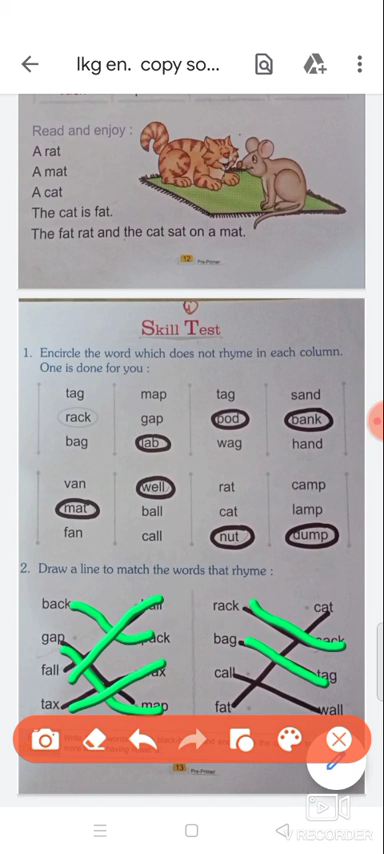 lkg en. copy so...
Read and enjoy :
A rat
A mat
A cat
The cat is fat.
The fat rat and the cat sat on a mat.
12 Pre-Primer
Skill Test
1. Encircle the word which does not rhyme in each column.
One is done for you :
tag map tag sand
rack gap pod bank
bag lab wag hand
van well rat camp
mat ball cat lamp
fan call nut dump
2. Draw a line to match the words that rhyme :
back rack cat
gap bag
fall call tag
tax map fat wall
13 Pre-Primer
RECORDER